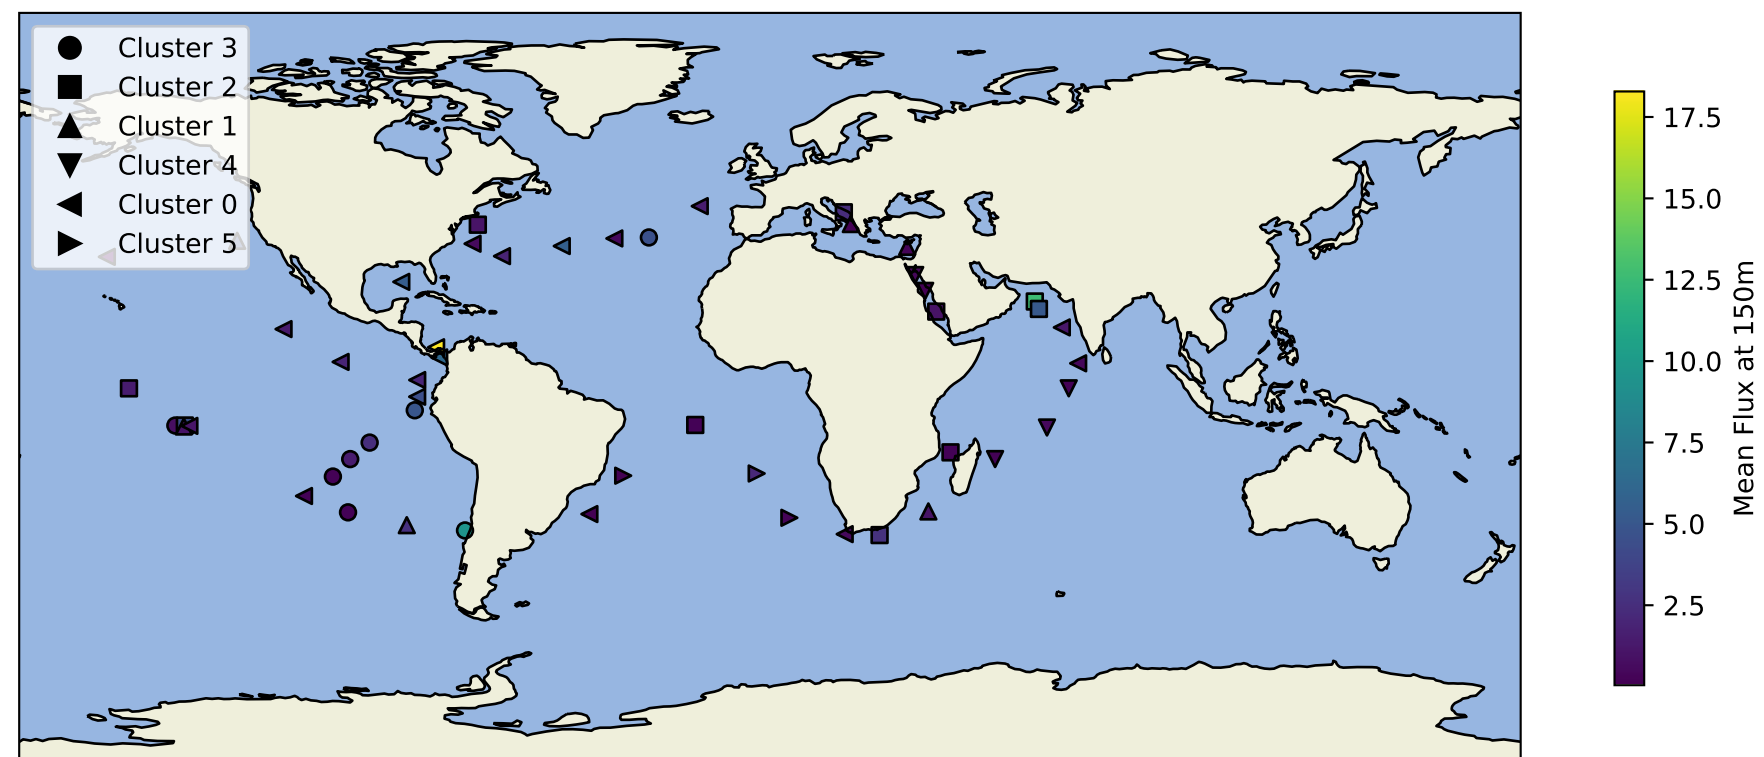 Cluster 3
Cluster 2
Cluster 1
Cluster 4
Cluster 0
Cluster 5
17.5
15.0
12.5
10.0
7.5
5.0
2.5
Mean Flux at 150m